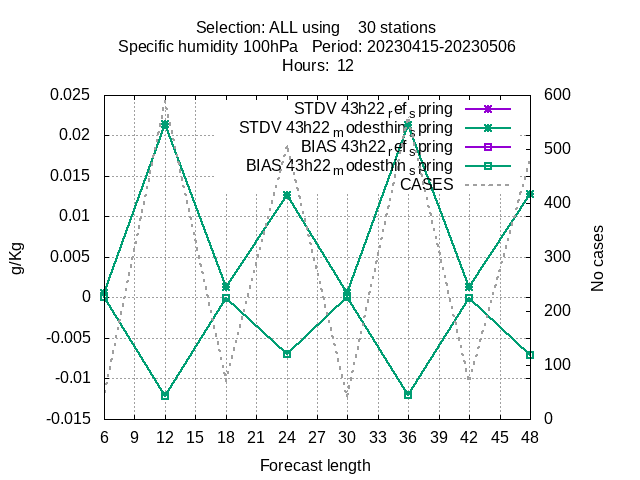 Selection: ALL using    30 stations
Specific humidity 100hPa   Period: 20230415-20230506
Hours:  12
0.025
0.02
0.015
0.01
0.005
0
-0.005
-0.01
-0.015
g/Kg
STDV 43h22_ref_spring
STDV 43h22_modesthin_spring
BIAS 43h22_ref_spring
BIAS 43h22_modesthin_spring
CASES
600
500
400
300
200
100
0
No cases
6 9 12 15 18 21 24 27 30 33 36 39 42 45 48
Forecast length